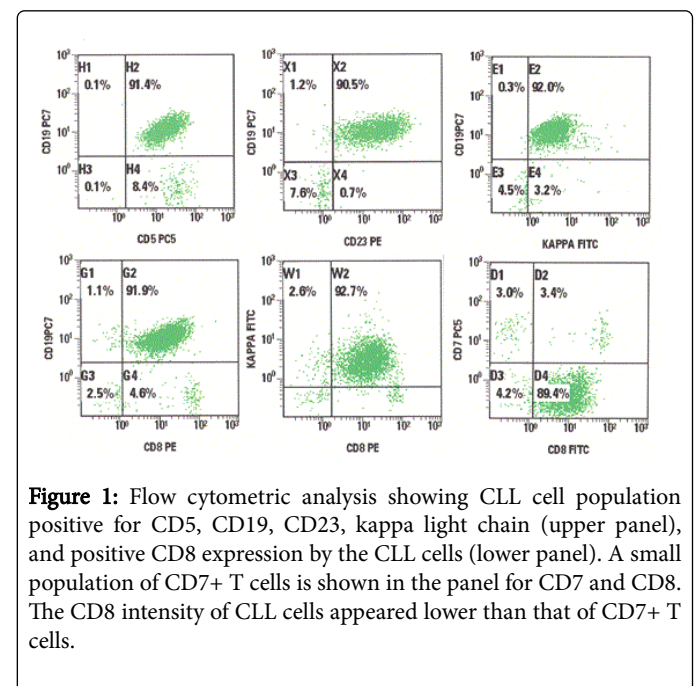 H1 H2
0.1% 91.4%
H3 H4
0.1% 8.4%
CD19 PC7
10³
10²
10¹
10⁰
10⁰ 10¹ 10² 10³
CD5 PC5
X1 X2
1.2% 90.5%
X3 X4
7.6% 0.7%
CD19 PC7
10³
10²
10¹
10⁰
10⁰ 10¹ 10² 10³
CD23 PE
E1 E2
0.3% 92.0%
E3 E4
4.5% 3.2%
CD19PC7
10³
10²
10¹
10⁰
10⁰ 10¹ 10² 10³
KAPPA FITC
G1 G2
1.1% 91.9%
G3 G4
2.5% 4.6%
CD19PC7
10³
10²
10¹
10⁰
10⁰ 10¹ 10² 10³
CD8 PE
W1 W2
2.6% 92.7%
KAPPA FITC
10³
10²
10¹
10⁰
10⁰ 10¹ 10² 10³
CD8 PE
D1 D2
3.0% 3.4%
D3 D4
4.2% 89.4%
CD7 PC5
10³
10²
10¹
10⁰
10⁰ 10¹ 10² 10³
CD8 FITC
Figure 1: Flow cytometric analysis showing CLL cell population
positive for CD5, CD19, CD23, kappa light chain (upper panel),
and positive CD8 expression by the CLL cells (lower panel). A small
population of CD7+ T cells is shown in the panel for CD7 and CD8.
The CD8 intensity of CLL cells appeared lower than that of CD7+ T
cells.